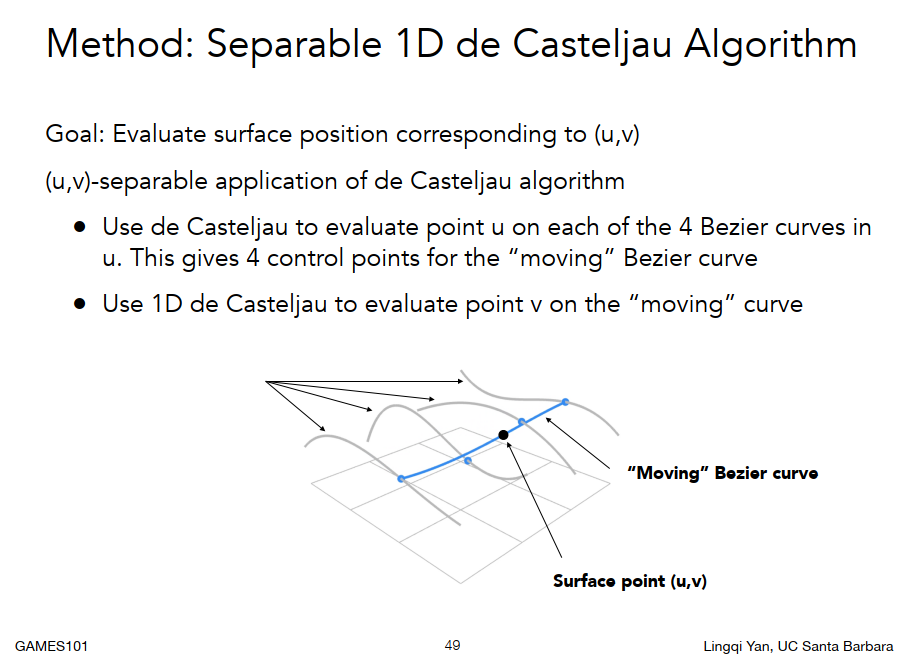 Method: Separable 1D de Casteljau Algorithm
Goal: Evaluate surface position corresponding to (u,v)
(u,v)-separable application of de Casteljau algorithm
● Use de Casteljau to evaluate point u on each of the 4 Bezier curves in
u. This gives 4 control points for the “moving” Bezier curve
● Use 1D de Casteljau to evaluate point v on the “moving” curve
“Moving” Bezier curve
Surface point (u,v)
GAMES101
49
Lingqi Yan, UC Santa Barbara